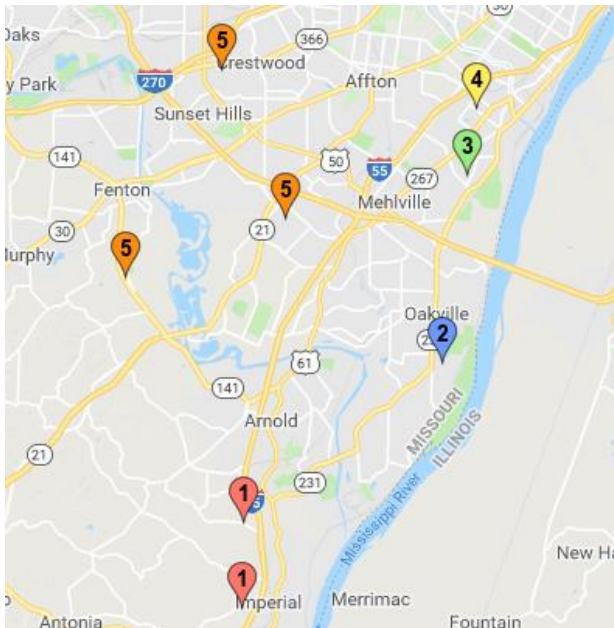 Oaks
5
366
30
Crestwood
270
Affton
y Park
4
Sunset Hills
141
50
55
3
267
Fenton
5
Mehlville
30
21
Murphy
5
Oakville
2
61
141
Arnold
MISSOURI
ILLINOIS
21
231
1
Mississippi River
New Ha
1
Imperial
Merrimac
Antonia
Fountain